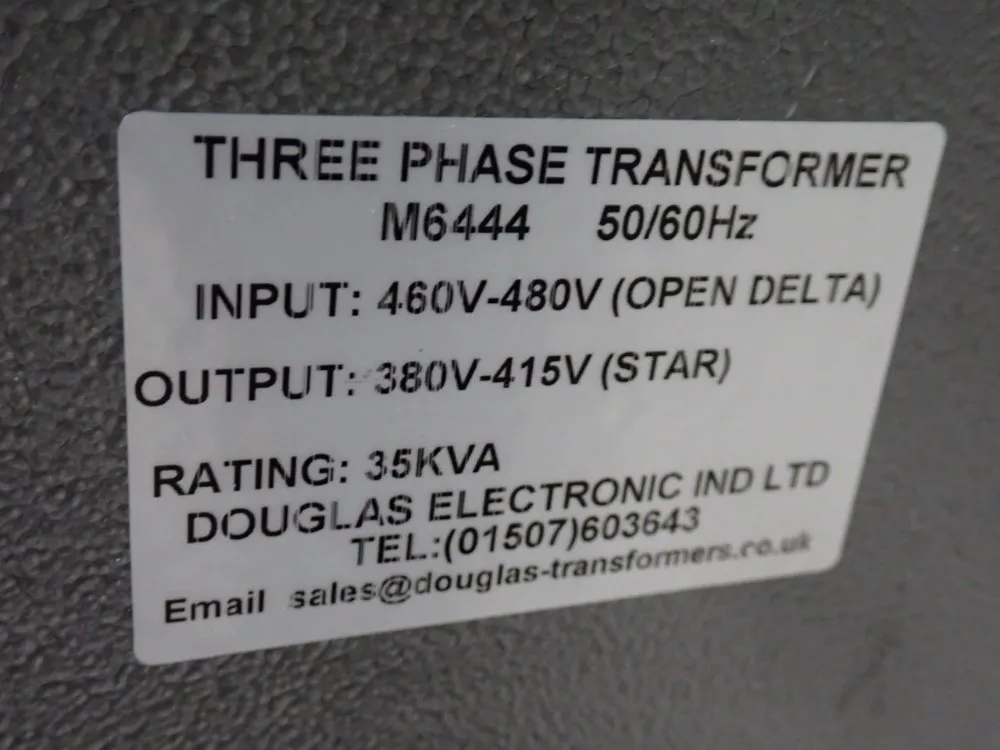 THREE PHASE TRANSFORMER
M6444 50/60Hz
INPUT: 460V-480V (OPEN DELTA)
OUTPUT: 380V-415V (STAR)
RATING: 35KVA
DOUGLAS ELECTRONIC IND LTD
TEL:(01507)603643
Email sales@douglas-transformers.co.uk